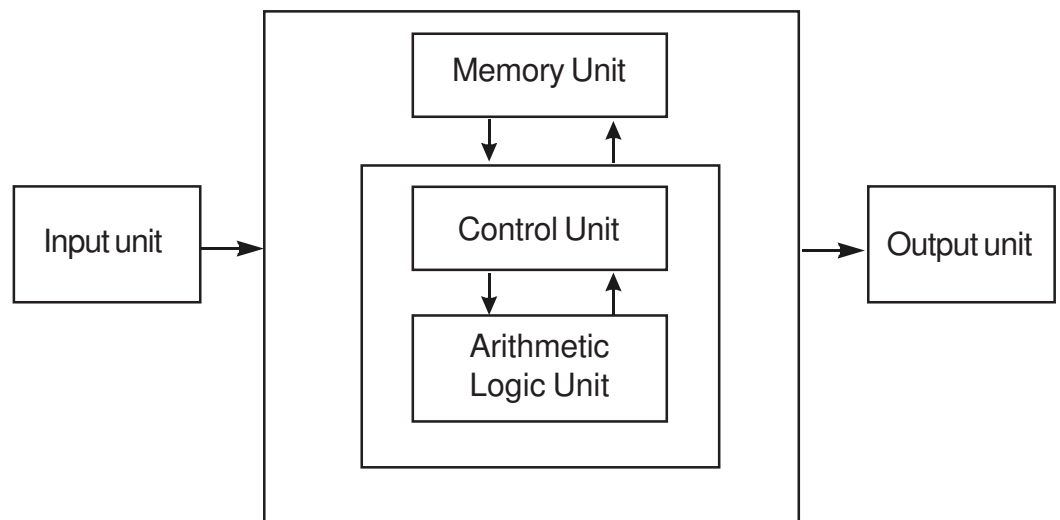 Memory Unit
Input unit
Control Unit
Output unit
Arithmetic
Logic Unit